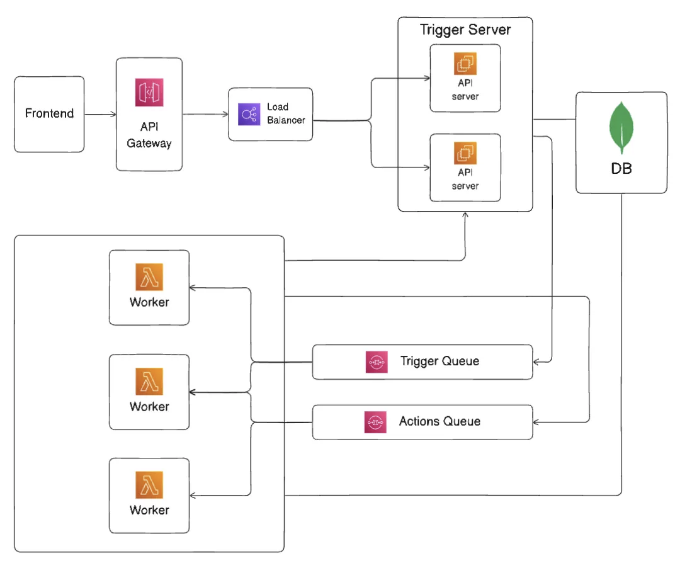 Trigger Server
API
server
Frontend
API
Gateway
Load
Balancer
API
server
DB
Worker
Trigger Queue
Worker
Actions Queue
Worker